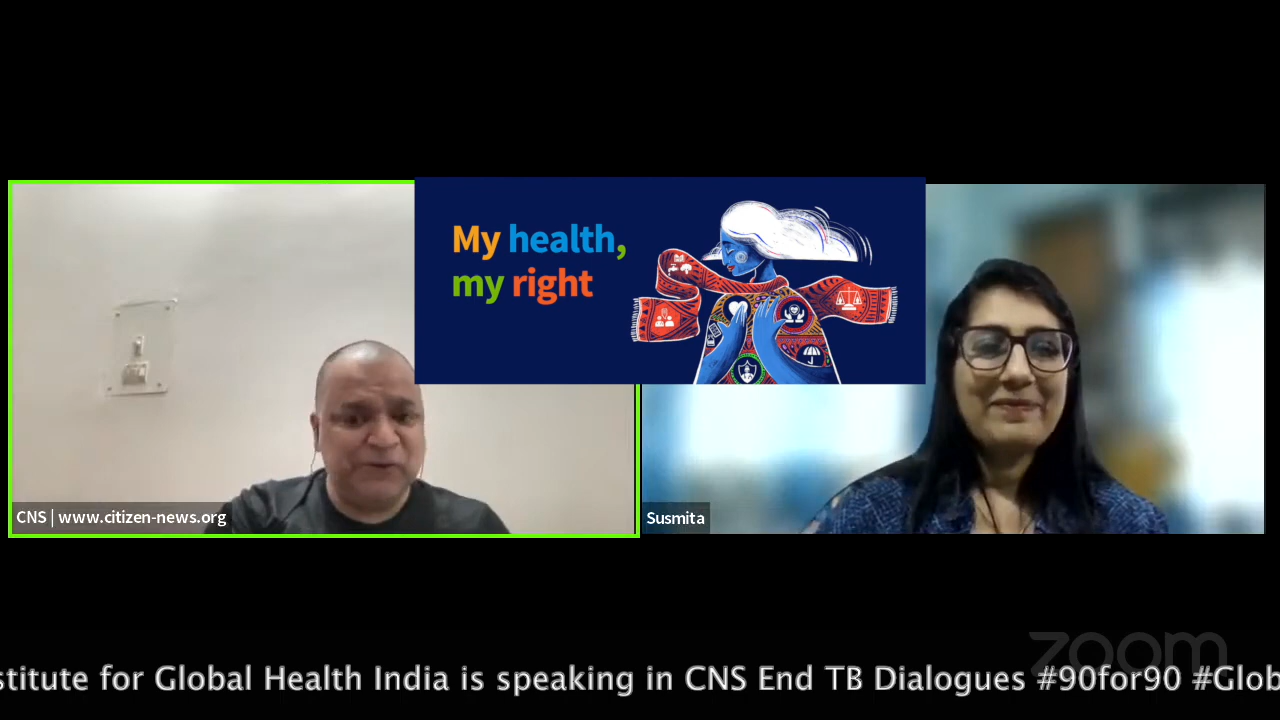 My health,
my right
CNS | www.citizen-news.org
Susmita
zoom
stitute for Global Health India is speaking in CNS End TB Dialogues #90for90 #Glob